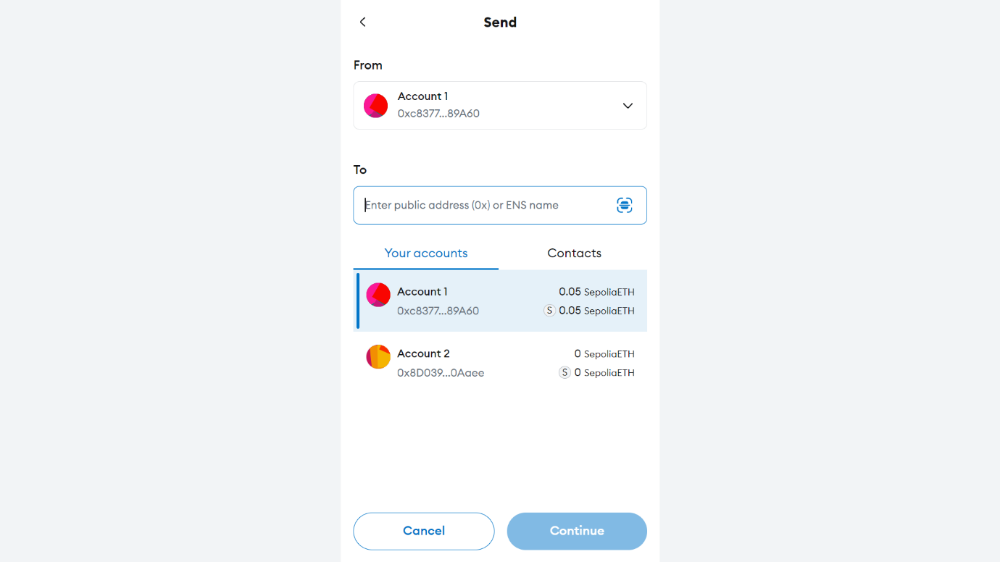 Send
From
Account 1
0xc8377...89A60
To
Enter public address (0x) or ENS name
Your accounts
Contacts
Account 1
0.05 SepoliaETH
0xc8377...89A60
S 0.05 SepoliaETH
Account 2
0 SepoliaETH
0x8D039...0Aaee
S 0 SepoliaETH
Cancel
Continue